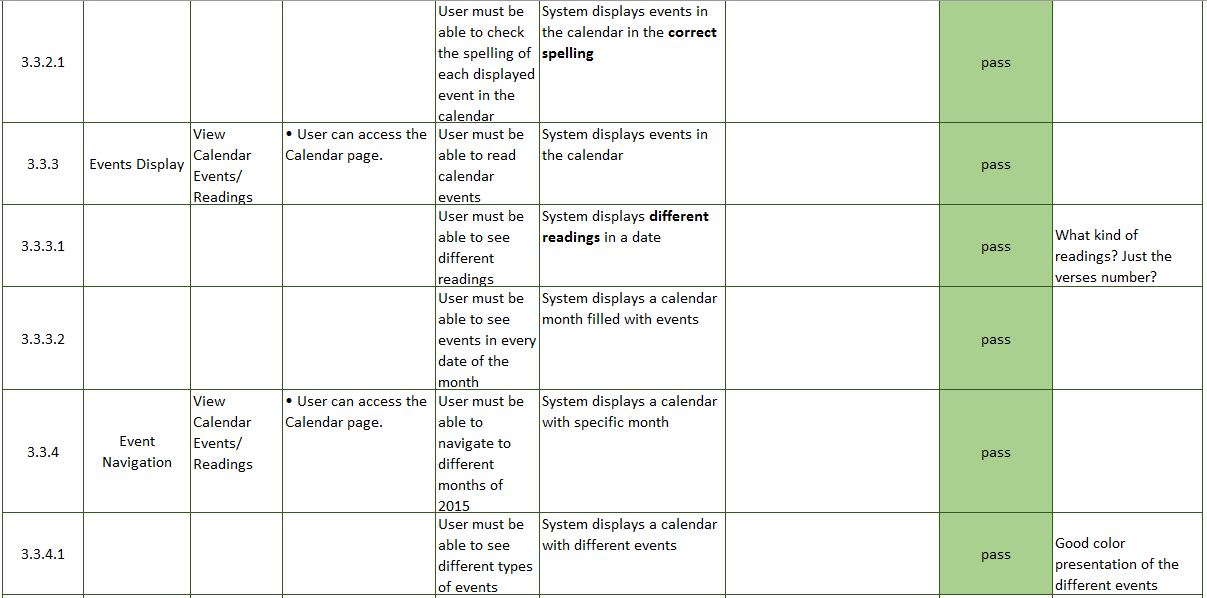 3.3.2.1
User must be
able to check
the spelling of
each displayed
event in the
calendar
System displays events in
the calendar in the correct
spelling
pass
3.3.3
Events Display
View
Calendar
Events/
Readings
• User can access the
Calendar page.
User must be
able to read
calendar
events
System displays events in
the calendar
pass
3.3.3.1
User must be
able to see
different
readings
System displays different
readings in a date
pass
What kind of
readings? Just the
verses number?
3.3.3.2
User must be
able to see
events in every
date of the
month
System displays a calendar
month filled with events
pass
3.3.4
Event
Navigation
View
Calendar
Events/
Readings
• User can access the
Calendar page.
User must be
able to
navigate to
different
months of
2015
System displays a calendar
with specific month
pass
3.3.4.1
User must be
able to see
different types
of events
System displays a calendar
with different events
pass
Good color
presentation of the
different events